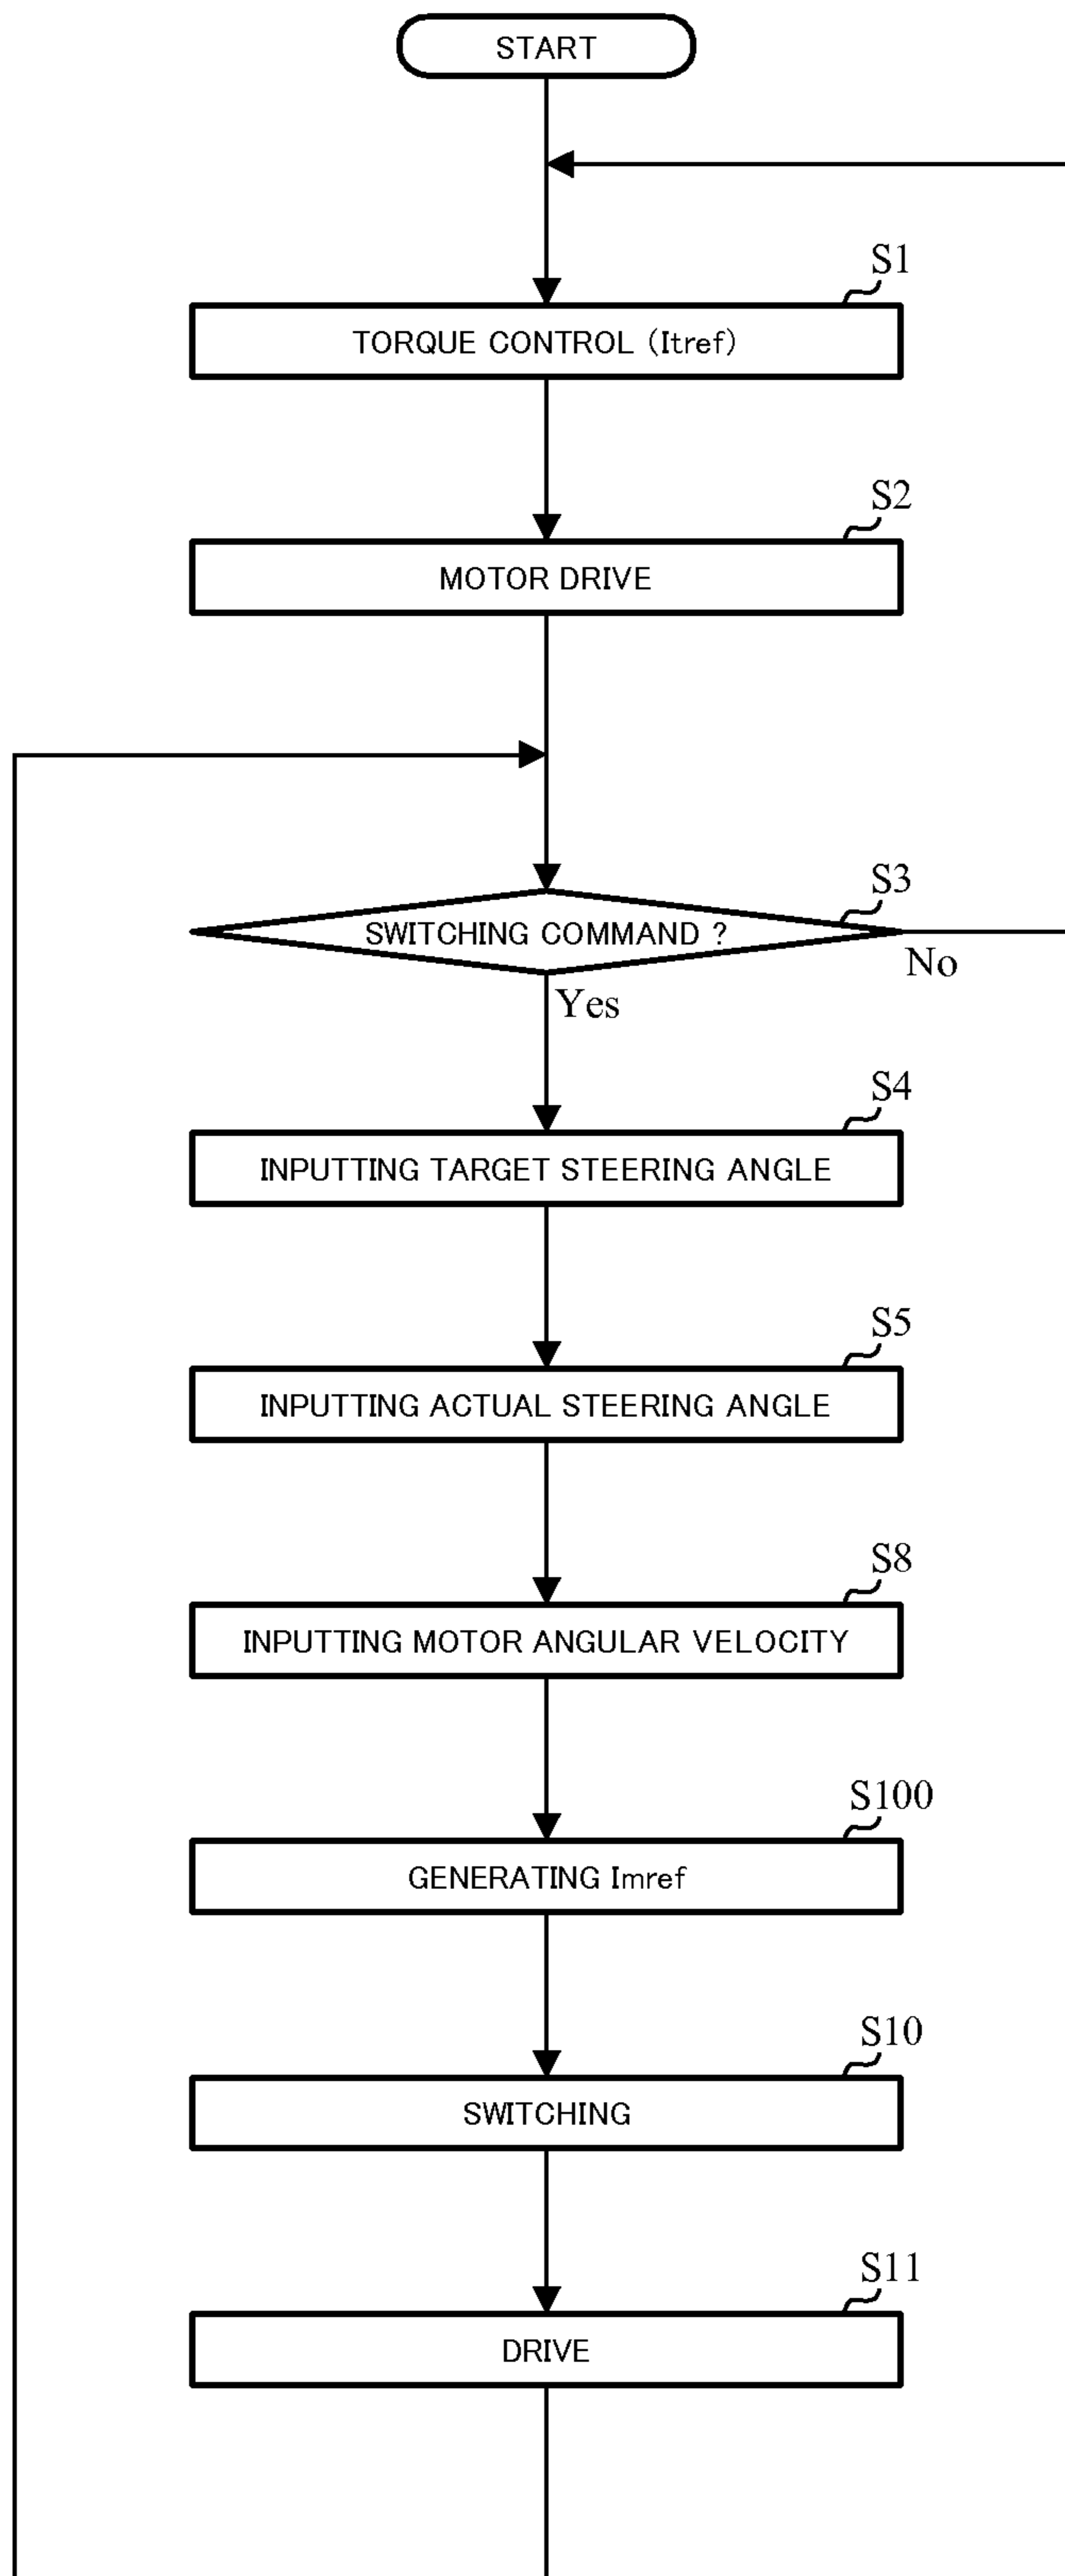 START
S1
TORQUE CONTROL (Itref)
S2
MOTOR DRIVE
S3
SWITCHING COMMAND ?
No
Yes
S4
INPUTTING TARGET STEERING ANGLE
S5
INPUTTING ACTUAL STEERING ANGLE
S8
INPUTTING MOTOR ANGULAR VELOCITY
S100
GENERATING Imref
S10
SWITCHING
S11
DRIVE